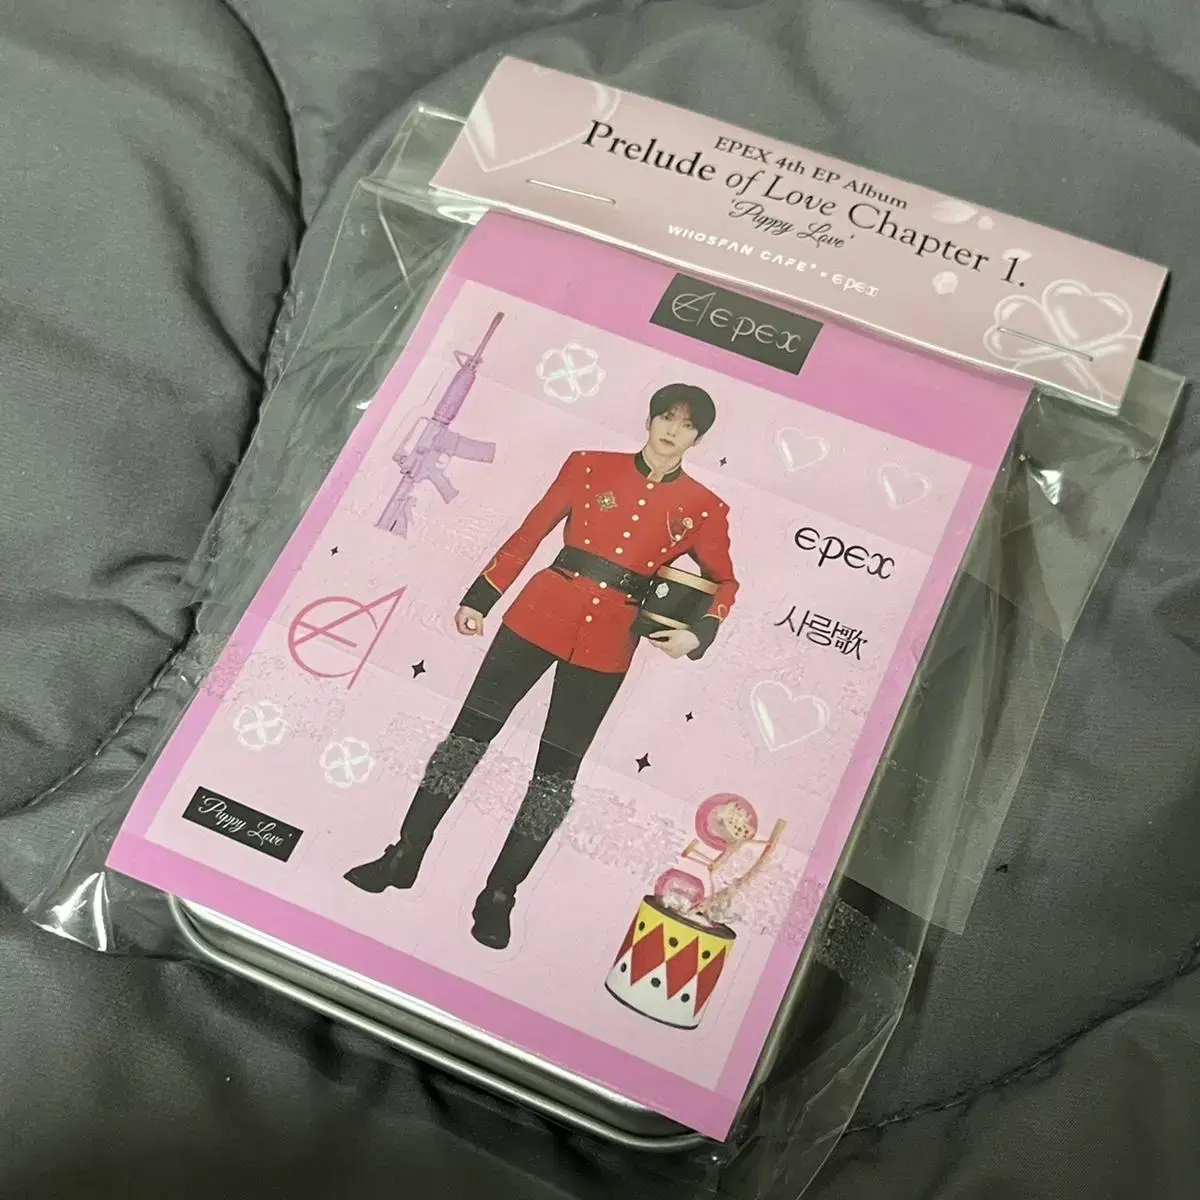 EPEX 4th EP Album
Prelude of Love Chapter 1.
'Puppy Love'
WHOSFAN CAFE® × epex
epex
epex
사랑歌
'Puppy Love'